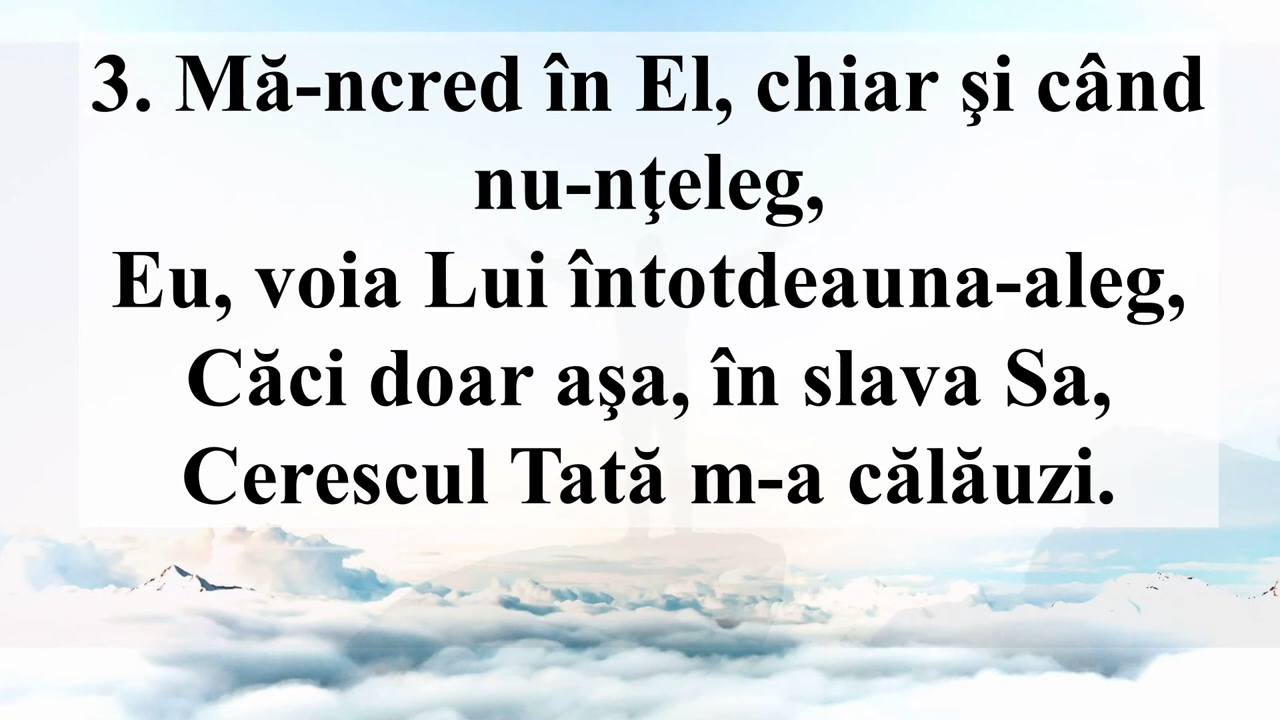 3. Mă-ncred în El, chiar şi când
nu-nţeleg,
Eu, voia Lui întotdeauna-aleg,
Căci doar aşa, în slava Sa,
Cerescul Tată m-a călăuzi.